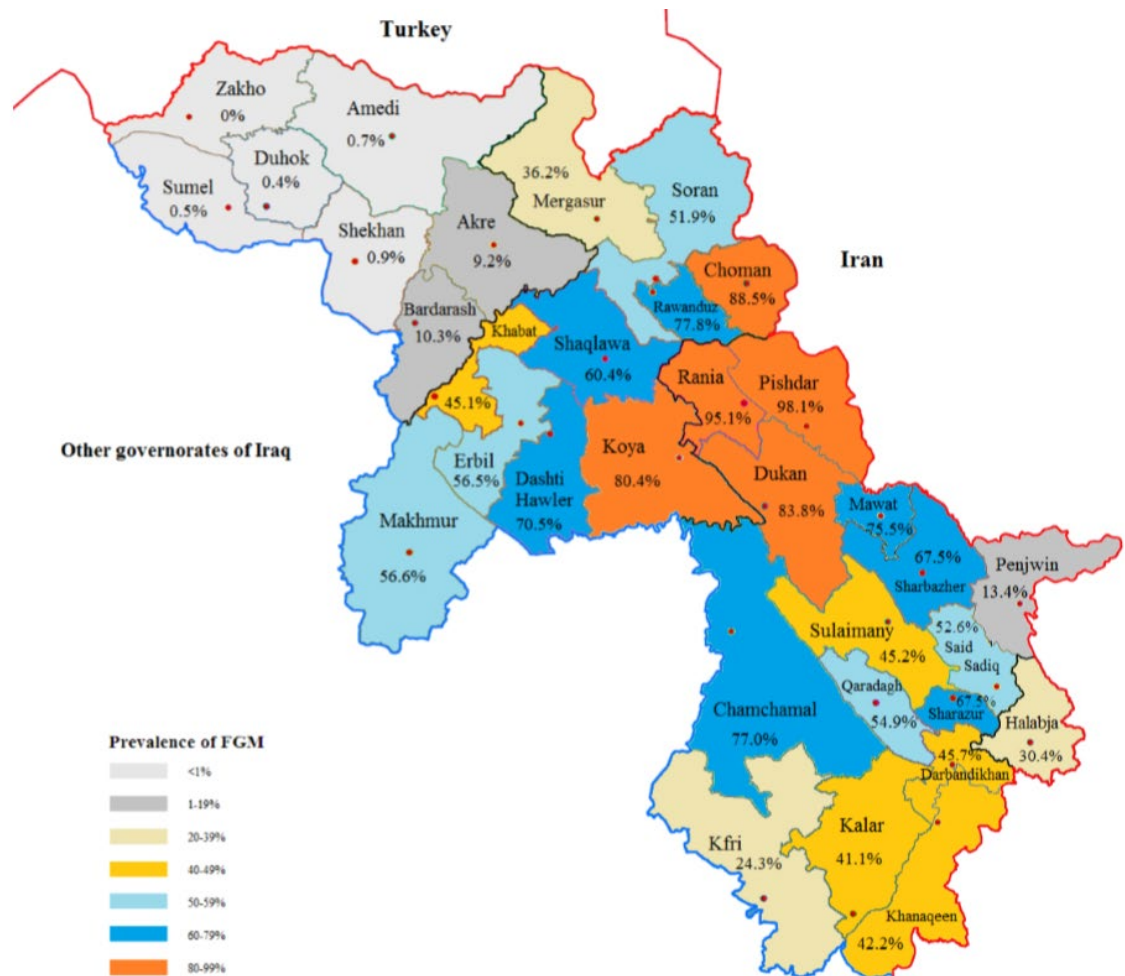 Turkey
Zakho
0%
Amedi
0.7%
Duhok
0.4%
Sumel
0.5%
Shekhan
0.9%
Akre
9.2%
Bardarash
10.3%
36.2%
Mergasur
Soran
51.9%
Iran
Choman
88.5%
Rawanduz
77.8%
Khabat
45.1%
Shaqlawa
60.4%
Rania
95.1%
Pishdar
98.1%
Other governorates of Iraq
Erbil
56.5%
Dashti
Hawler
70.5%
Koya
80.4%
Dukan
83.8%
Makhmur
56.6%
Mawat
75.5%
67.5%
Sharbazher
Penjwin
13.4%
Sulaimany
45.2%
52.6%
Said
Sadiq
Qaradagh
54.9%
67.5%
Sharazur
Halabja
30.4%
Chamchamal
77.0%
45.7%
Darbandikhan
Kfri
24.3%
Kalar
41.1%
Khanaqeen
42.2%
Prevalence of FGM
<1%
1-19%
20-39%
40-49%
50-59%
60-79%
80-99%